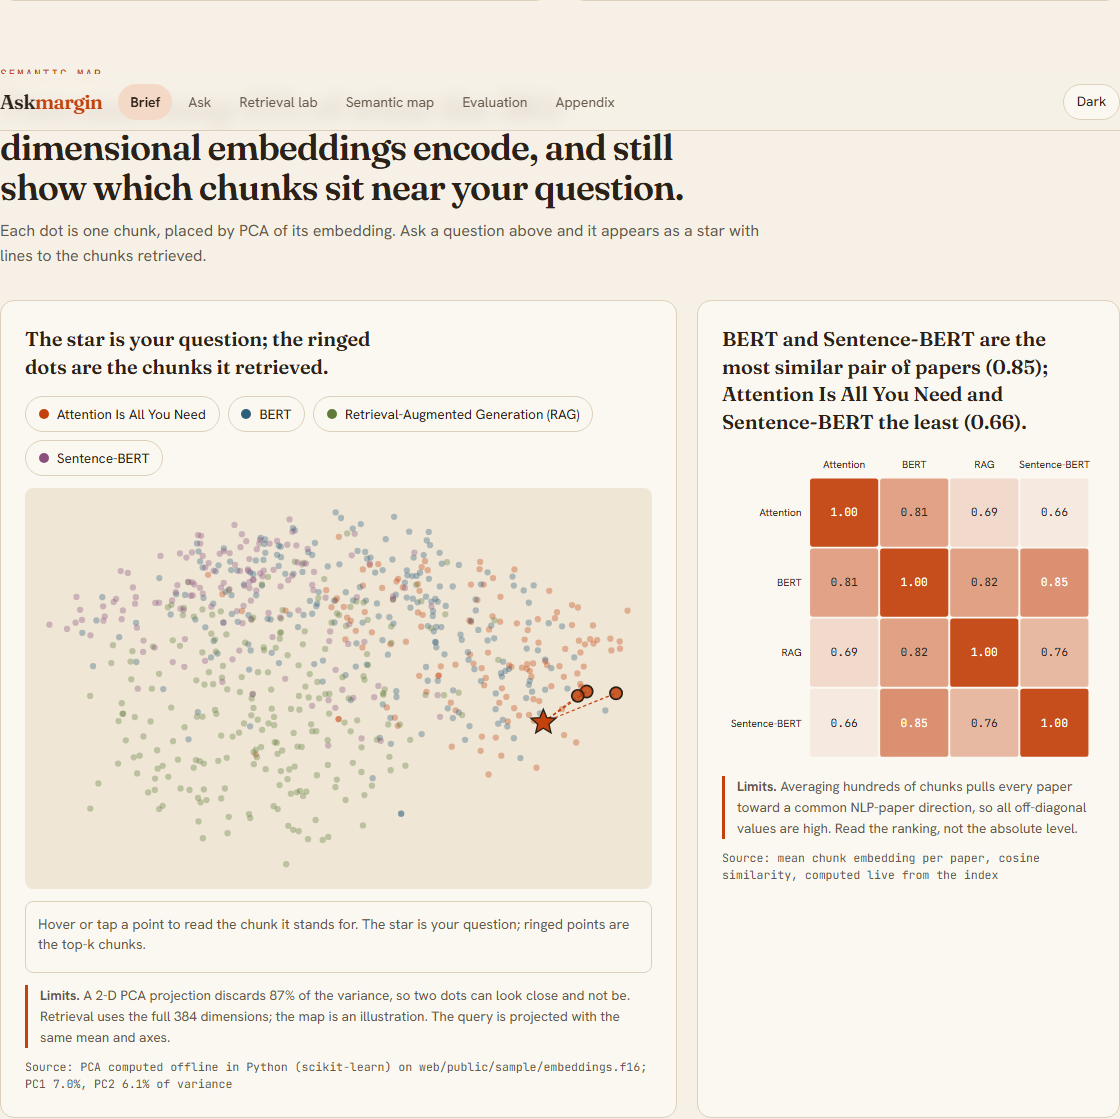 SEMANTIC MAP
Askmargin Brief Ask Retrieval lab Semantic map Evaluation Appendix Dark
dimensional embeddings encode, and still
show which chunks sit near your question.
Each dot is one chunk, placed by PCA of its embedding. Ask a question above and it appears as a star with
lines to the chunks retrieved.
The star is your question; the ringed
dots are the chunks it retrieved.
Attention Is All You Need BERT Retrieval-Augmented Generation (RAG)
Sentence-BERT
Hover or tap a point to read the chunk it stands for. The star is your question; ringed points are
the top-k chunks.
Limits. A 2-D PCA projection discards 87% of the variance, so two dots can look close and not be.
Retrieval uses the full 384 dimensions; the map is an illustration. The query is projected with the
same mean and axes.
Source: PCA computed offline in Python (scikit-learn) on web/public/sample/embeddings.f16;
PC1 7.0%, PC2 6.1% of variance
BERT and Sentence-BERT are the
most similar pair of papers (0.85);
Attention Is All You Need and
Sentence-BERT the least (0.66).
Attention BERT RAG Sentence-BERT
Attention 1.00 0.81 0.69 0.66
BERT 0.81 1.00 0.82 0.85
RAG 0.69 0.82 1.00 0.76
Sentence-BERT 0.66 0.85 0.76 1.00
Limits. Averaging hundreds of chunks pulls every paper
toward a common NLP-paper direction, so all off-diagonal
values are high. Read the ranking, not the absolute level.
Source: mean chunk embedding per paper, cosine
similarity, computed live from the index